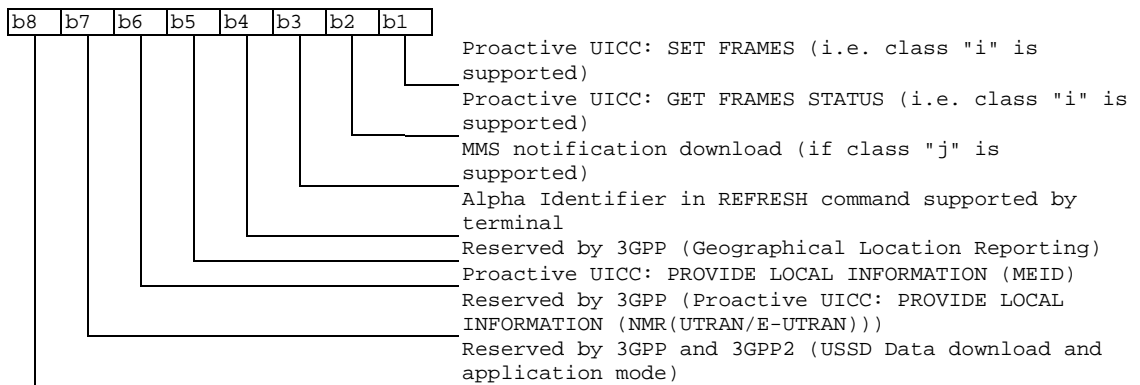 b8 b7 b6 b5 b4 b3 b2 b1
Proactive UICC: SET FRAMES (i.e. class "i" is
supported)
Proactive UICC: GET FRAMES STATUS (i.e. class "i" is
supported)
MMS notification download (if class "j" is
supported)
Alpha Identifier in REFRESH command supported by
terminal
Reserved by 3GPP (Geographical Location Reporting)
Proactive UICC: PROVIDE LOCAL INFORMATION (MEID)
Reserved by 3GPP (Proactive UICC: PROVIDE LOCAL
INFORMATION (NMR(UTRAN/E-UTRAN)))
Reserved by 3GPP and 3GPP2 (USSD Data download and
application mode)